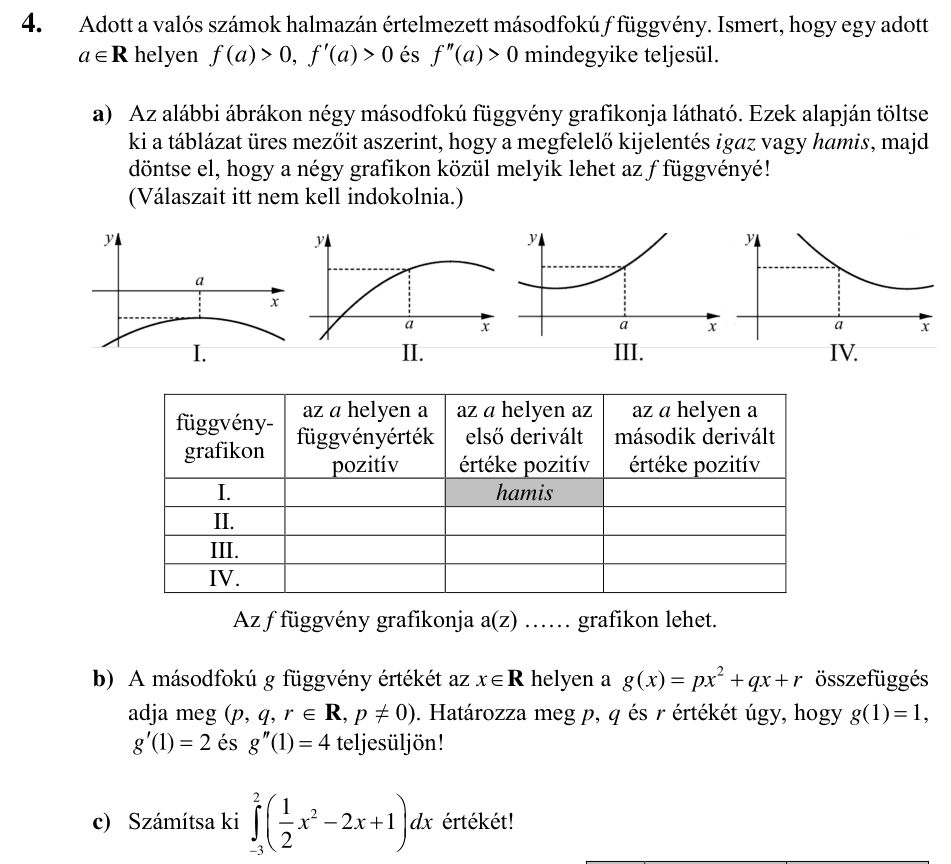 4. Adott a valós számok halmazán értelmezett másodfokú f függvény. Ismert, hogy egy adott
a ∈ R helyen f(a) > 0, f′(a) > 0 és f″(a) > 0 mindegyike teljesül.
a) Az alábbi ábrákon négy másodfokú függvény grafikonja látható. Ezek alapján töltse
ki a táblázat üres mezőit aszerint, hogy a megfelelő kijelentés igaz vagy hamis, majd
döntse el, hogy a négy grafikon közül melyik lehet az f függvényé!
(Válaszait itt nem kell indokolnia.)
y y y y
a
x
a x a x a x
I. II. III. IV.
függvény-
grafikon
az a helyen a
függvényérték
pozitív
az a helyen az
első derivált
értéke pozitív
az a helyen a
második derivált
értéke pozitív
I. hamis
II.
III.
IV.
Az f függvény grafikonja a(z) …… grafikon lehet.
b) A másodfokú g függvény értékét az x ∈ R helyen a g(x) = px² + qx + r összefüggés
adja meg (p, q, r ∈ R, p ≠ 0). Határozza meg p, q és r értékét úgy, hogy g(1) = 1,
g′(1) = 2 és g″(1) = 4 teljesüljön!
c) Számítsa ki ∫₋₃² (1/2 x² − 2x + 1) dx értékét!